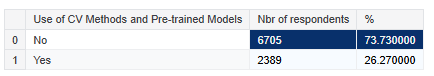 Use of CV Methods and Pre-trained Models Nbr of respondents %
0 No 6705 73.730000
1 Yes 2389 26.270000